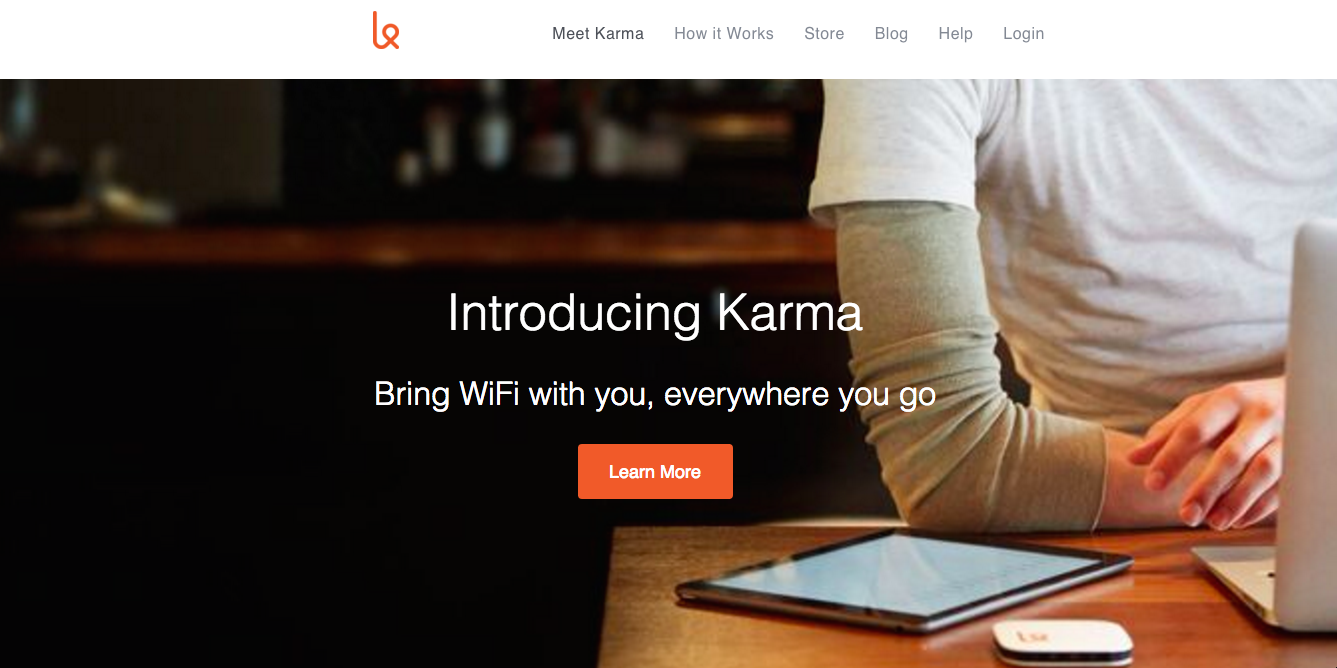 Meet Karma
How it Works
Store
Blog
Help
Login
Introducing Karma
Bring WiFi with you, everywhere you go
Learn More